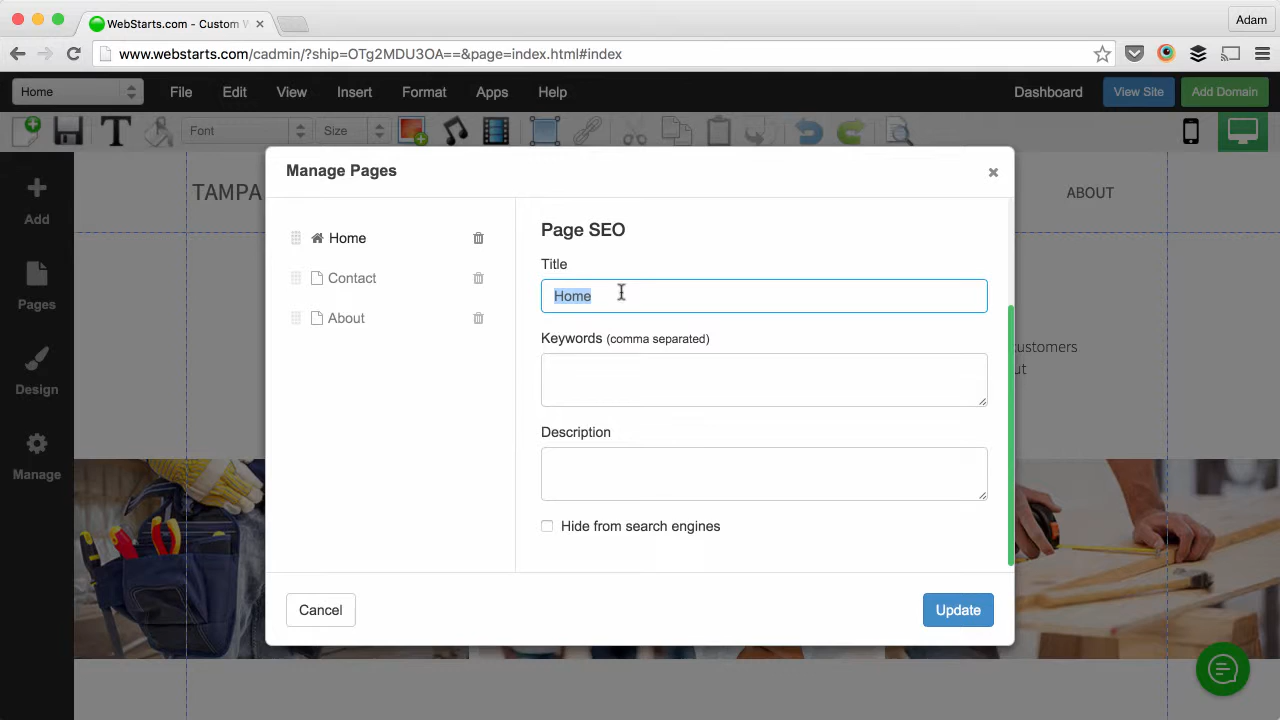 WebStarts.com - Custom W
Adam
www.webstarts.com/cadmin/?ship=OTg2MDU3OA==&page=index.html#index
Home File Edit View Insert Format Apps Help Dashboard View Site Add Domain
Font Size
Manage Pages
TAMPA
ABOUT
Add
Pages
Design
Manage
Home
Contact
About
Page SEO
Title
Home
Keywords (comma separated)
customers
ut
Description
Hide from search engines
Cancel
Update